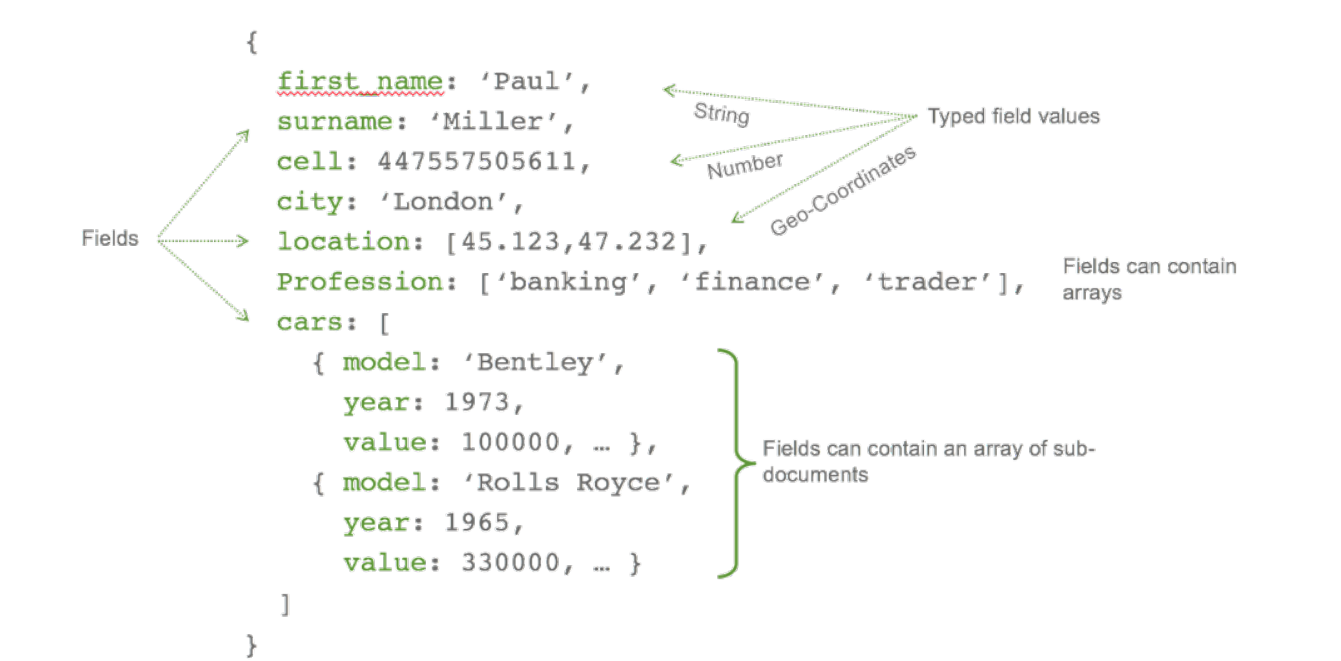 {
first_name: ‘Paul’,
surname: ‘Miller’,
cell: 447557505611,
city: ‘London’,
location: [45.123,47.232],
Profession: [‘banking’, ‘finance’, ‘trader’],
cars: [
{ model: ‘Bentley’,
year: 1973,
value: 100000, … },
{ model: ‘Rolls Royce’,
year: 1965,
value: 330000, … }
]
}
Fields
String
Number
Geo-Coordinates
Typed field values
Fields can contain
arrays
Fields can contain an array of sub-
documents